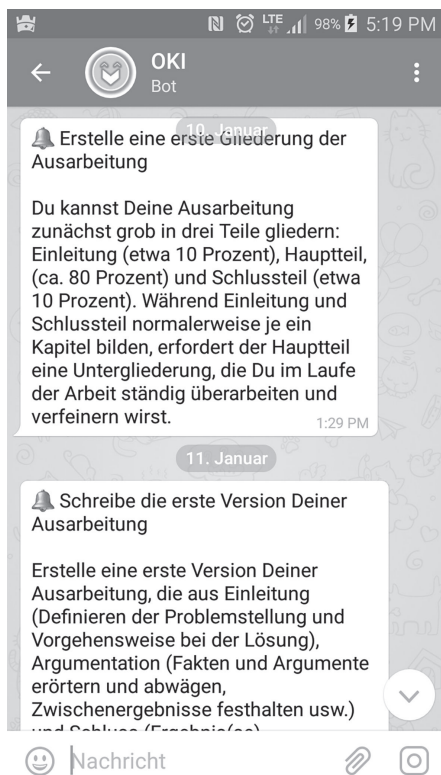 LTE 98% 5:19 PM
OKI
Bot
10. Januar
Erstelle eine erste Gliederung der
Ausarbeitung
Du kannst Deine Ausarbeitung
zunächst grob in drei Teile gliedern:
Einleitung (etwa 10 Prozent), Hauptteil,
(ca. 80 Prozent) und Schlussteil (etwa
10 Prozent). Während Einleitung und
Schlussteil normalerweise je ein
Kapitel bilden, erfordert der Hauptteil
eine Untergliederung, die Du im Laufe
der Arbeit ständig überarbeiten und
verfeinern wirst.
1:29 PM
11. Januar
Schreibe die erste Version Deiner
Ausarbeitung
Erstelle eine erste Version Deiner
Ausarbeitung, die aus Einleitung
(Definieren der Problemstellung und
Vorgehensweise bei der Lösung),
Argumentation (Fakten und Argumente
erörtern und abwägen,
Zwischenergebnisse festhalten usw.)
und Schluss (Ergebnis(se)
Nachricht